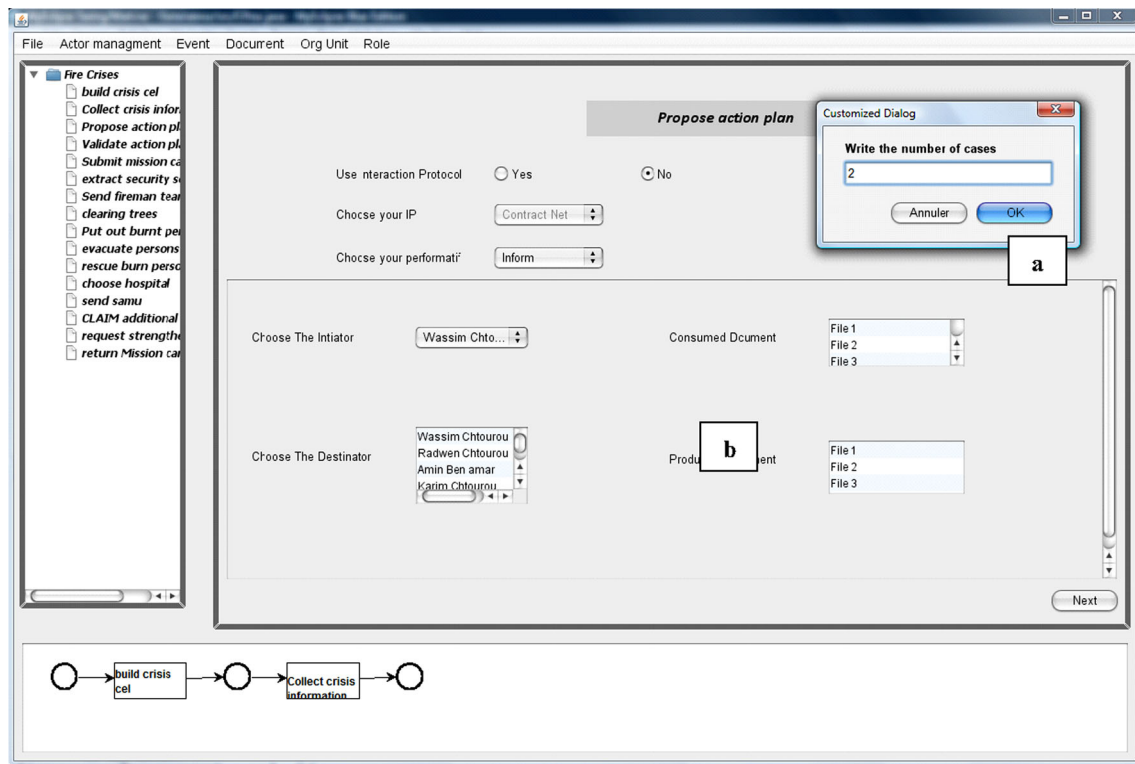 File Actor managment Event Document Org Unit Role
Fire Crises
build crisis cel
Collect crisis infor
Propose action pl
Validate action pl
Submit mission ca
extract security s
Send fireman tea
clearing trees
Put out burnt pe
evacuate persons
rescue burn perso
choose hospital
send samu
CLAIM additional
request strengthe
return Mission car
Propose action plan
Use nteraction Protocol Yes No
Chocse your IP Contract Net
Chocse your performati Inform
Customized Dialog
Write the number of cases
2
Annuler OK
a
Choose The Intiator Wassim Chto...
Consumed Dcument
File 1
File 2
File 3
Choose The Destinator
Wassim Chtourou
Radwen Chtourou
Amin Ben amar
Karim Chtourou
Produ ent
b
File 1
File 2
File 3
Next
build crisis
cel
Collect crisis
information